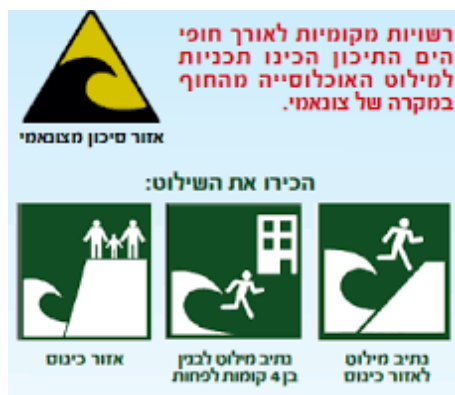 רשויות מקומיות לאורך חופי
הים התיכון הכינו תכניות
למילוט האוכלוסייה מהחוף
במקרה של צונאמי.
אזור סיכון מצונאמי
הכירו את השילוט:
נתיב מילוט
לאזור כינוס
נתיב מילוט לבנין
בן 4 קומות לפחות
אזור כינוס